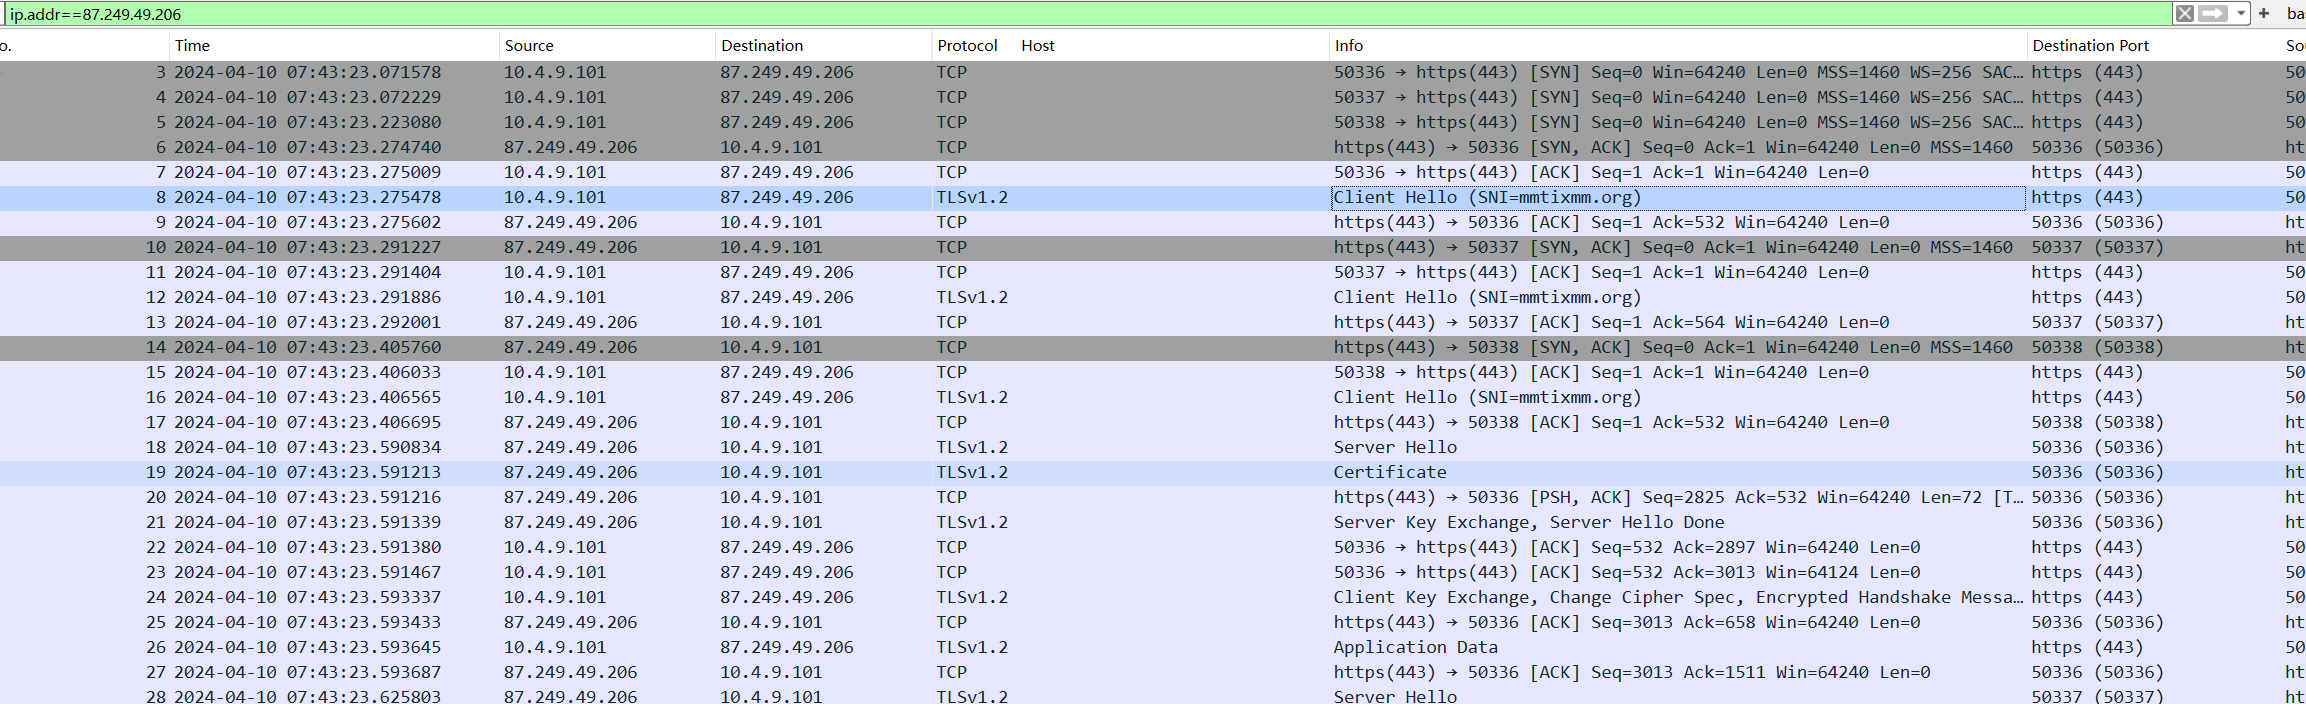 ip.addr==87.249.49.206 + ba
o. Time Source Destination Protocol Host Info Destination Port So
3 2024-04-10 07:43:23.071578 10.4.9.101 87.249.49.206 TCP 50336 → https(443) [SYN] Seq=0 Win=64240 Len=0 MSS=1460 WS=256 SAC… https (443) 50
4 2024-04-10 07:43:23.072229 10.4.9.101 87.249.49.206 TCP 50337 → https(443) [SYN] Seq=0 Win=64240 Len=0 MSS=1460 WS=256 SAC… https (443) 50
5 2024-04-10 07:43:23.223080 10.4.9.101 87.249.49.206 TCP 50338 → https(443) [SYN] Seq=0 Win=64240 Len=0 MSS=1460 WS=256 SAC… https (443) 50
6 2024-04-10 07:43:23.274740 87.249.49.206 10.4.9.101 TCP https(443) → 50336 [SYN, ACK] Seq=0 Ack=1 Win=64240 Len=0 MSS=1460 50336 (50336) ht
7 2024-04-10 07:43:23.275009 10.4.9.101 87.249.49.206 TCP 50336 → https(443) [ACK] Seq=1 Ack=1 Win=64240 Len=0 https (443) 50
8 2024-04-10 07:43:23.275478 10.4.9.101 87.249.49.206 TLSv1.2 Client Hello (SNI=mmtixmm.org) https (443) 50
9 2024-04-10 07:43:23.275602 87.249.49.206 10.4.9.101 TCP https(443) → 50336 [ACK] Seq=1 Ack=532 Win=64240 Len=0 50336 (50336) ht
10 2024-04-10 07:43:23.291227 87.249.49.206 10.4.9.101 TCP https(443) → 50337 [SYN, ACK] Seq=0 Ack=1 Win=64240 Len=0 MSS=1460 50337 (50337) ht
11 2024-04-10 07:43:23.291404 10.4.9.101 87.249.49.206 TCP 50337 → https(443) [ACK] Seq=1 Ack=1 Win=64240 Len=0 https (443) 50
12 2024-04-10 07:43:23.291886 10.4.9.101 87.249.49.206 TLSv1.2 Client Hello (SNI=mmtixmm.org) https (443) 50
13 2024-04-10 07:43:23.292001 87.249.49.206 10.4.9.101 TCP https(443) → 50337 [ACK] Seq=1 Ack=564 Win=64240 Len=0 50337 (50337) ht
14 2024-04-10 07:43:23.405760 87.249.49.206 10.4.9.101 TCP https(443) → 50338 [SYN, ACK] Seq=0 Ack=1 Win=64240 Len=0 MSS=1460 50338 (50338) ht
15 2024-04-10 07:43:23.406033 10.4.9.101 87.249.49.206 TCP 50338 → https(443) [ACK] Seq=1 Ack=1 Win=64240 Len=0 https (443) 50
16 2024-04-10 07:43:23.406565 10.4.9.101 87.249.49.206 TLSv1.2 Client Hello (SNI=mmtixmm.org) https (443) 50
17 2024-04-10 07:43:23.406695 87.249.49.206 10.4.9.101 TCP https(443) → 50338 [ACK] Seq=1 Ack=532 Win=64240 Len=0 50338 (50338) ht
18 2024-04-10 07:43:23.590834 87.249.49.206 10.4.9.101 TLSv1.2 Server Hello 50336 (50336) ht
19 2024-04-10 07:43:23.591213 87.249.49.206 10.4.9.101 TLSv1.2 Certificate 50336 (50336) ht
20 2024-04-10 07:43:23.591216 87.249.49.206 10.4.9.101 TCP https(443) → 50336 [PSH, ACK] Seq=2825 Ack=532 Win=64240 Len=72 [T… 50336 (50336) ht
21 2024-04-10 07:43:23.591339 87.249.49.206 10.4.9.101 TLSv1.2 Server Key Exchange, Server Hello Done 50336 (50336) ht
22 2024-04-10 07:43:23.591380 10.4.9.101 87.249.49.206 TCP 50336 → https(443) [ACK] Seq=532 Ack=2897 Win=64240 Len=0 https (443) 50
23 2024-04-10 07:43:23.591467 10.4.9.101 87.249.49.206 TCP 50336 → https(443) [ACK] Seq=532 Ack=3013 Win=64124 Len=0 https (443) 50
24 2024-04-10 07:43:23.593337 10.4.9.101 87.249.49.206 TLSv1.2 Client Key Exchange, Change Cipher Spec, Encrypted Handshake Messa… https (443) 50
25 2024-04-10 07:43:23.593433 87.249.49.206 10.4.9.101 TCP https(443) → 50336 [ACK] Seq=3013 Ack=658 Win=64240 Len=0 50336 (50336) ht
26 2024-04-10 07:43:23.593645 10.4.9.101 87.249.49.206 TLSv1.2 Application Data https (443) 50
27 2024-04-10 07:43:23.593687 87.249.49.206 10.4.9.101 TCP https(443) → 50336 [ACK] Seq=3013 Ack=1511 Win=64240 Len=0 50336 (50336) ht
28 2024-04-10 07:43:23.625803 87.249.49.206 10.4.9.101 TLSv1.2 Server Hello 50337 (50337) ht